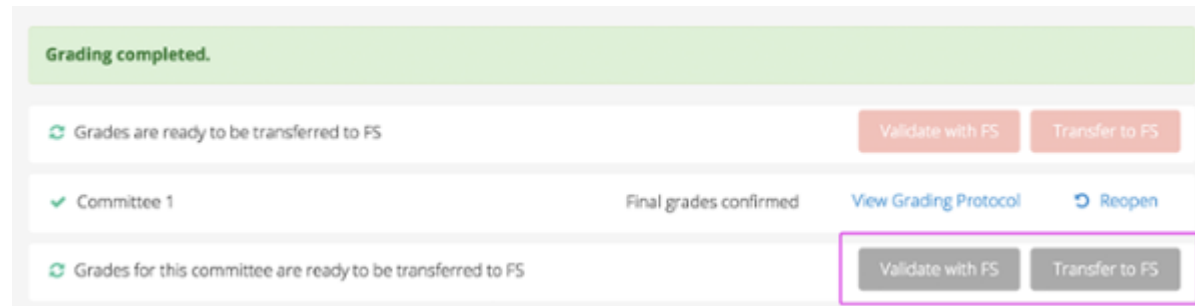 Grading completed.
Grades are ready to be transferred to FS Validate with FS Transfer to FS
Committee 1 Final grades confirmed View Grading Protocol Reopen
Grades for this committee are ready to be transferred to FS Validate with FS Transfer to FS